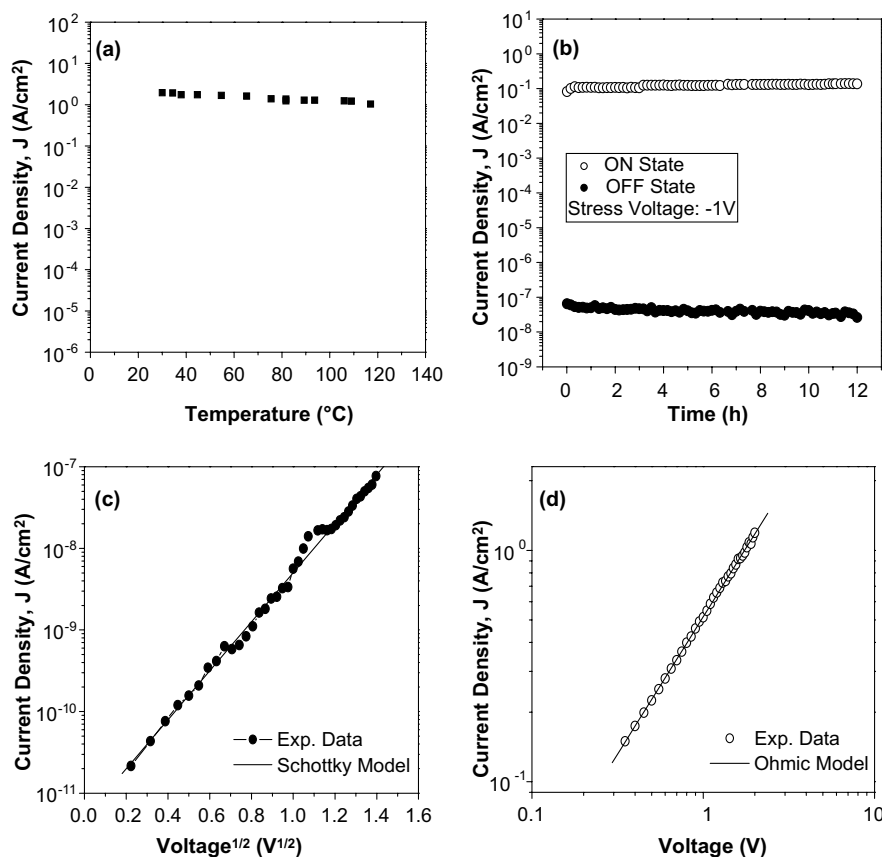 (a)
10²
10¹
10⁰
10⁻¹
10⁻²
10⁻³
10⁻⁴
10⁻⁵
10⁻⁶
0 20 40 60 80 100 120 140
Current Density, J (A/cm²)
Temperature (°C)
(b)
10¹
10⁰
10⁻¹
10⁻²
10⁻³
10⁻⁴
10⁻⁵
10⁻⁶
10⁻⁷
10⁻⁸
10⁻⁹
0 2 4 6 8 10 12
Current Density, J (A/cm²)
Time (h)
ON State
OFF State
Stress Voltage: -1V
(c)
10⁻⁷
10⁻⁸
10⁻⁹
10⁻¹⁰
10⁻¹¹
0.0 0.2 0.4 0.6 0.8 1.0 1.2 1.4 1.6
Current Density, J (A/cm²)
Voltage¹/² (V¹/²)
Exp. Data
Schottky Model
(d)
10⁰
10⁻¹
0.1 1 10
Current Density, J (A/cm²)
Voltage (V)
Exp. Data
Ohmic Model